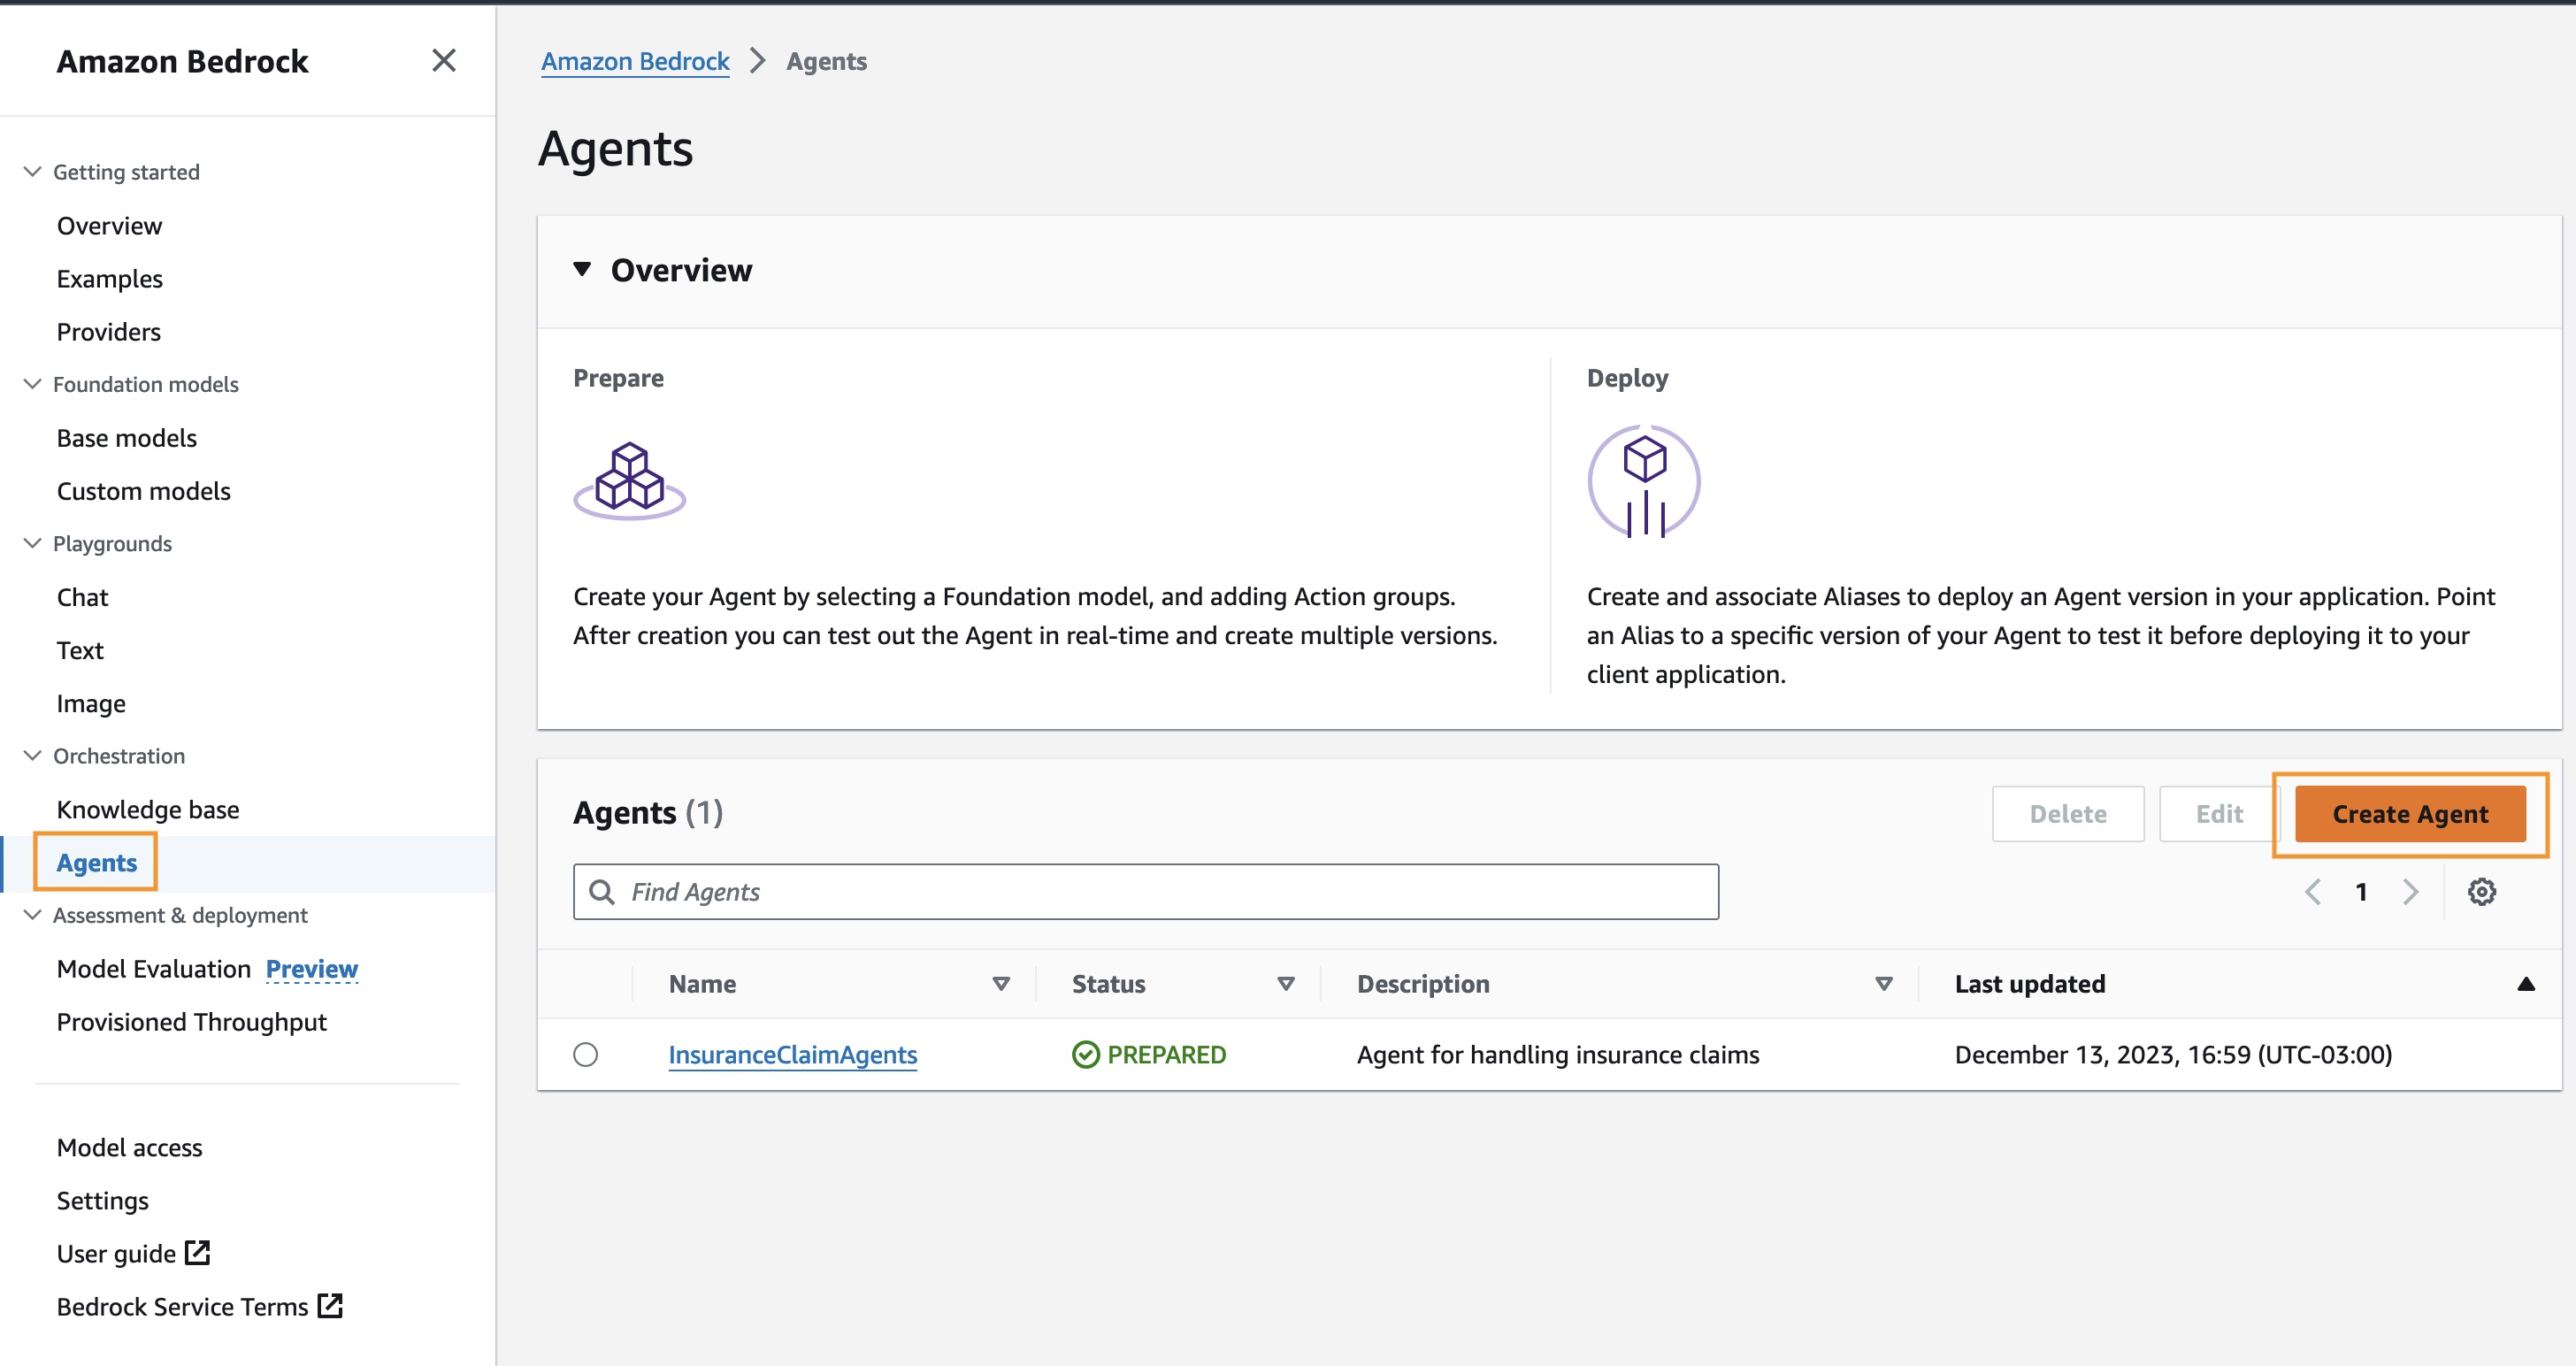 Amazon Bedrock
Getting started
Overview
Examples
Providers
Foundation models
Base models
Custom models
Playgrounds
Chat
Text
Image
Orchestration
Knowledge base
Agents
Assessment & deployment
Model Evaluation Preview
Provisioned Throughput
Model access
Settings
User guide
Bedrock Service Terms
Amazon Bedrock > Agents
Agents
Overview
Prepare
Create your Agent by selecting a Foundation model, and adding Action groups.
After creation you can test out the Agent in real-time and create multiple versions.
Deploy
Create and associate Aliases to deploy an Agent version in your application. Point
an Alias to a specific version of your Agent to test it before deploying it to your
client application.
Agents (1)
Delete Edit Create Agent
Find Agents
1
Name Status Description Last updated
InsuranceClaimAgents PREPARED Agent for handling insurance claims December 13, 2023, 16:59 (UTC-03:00)